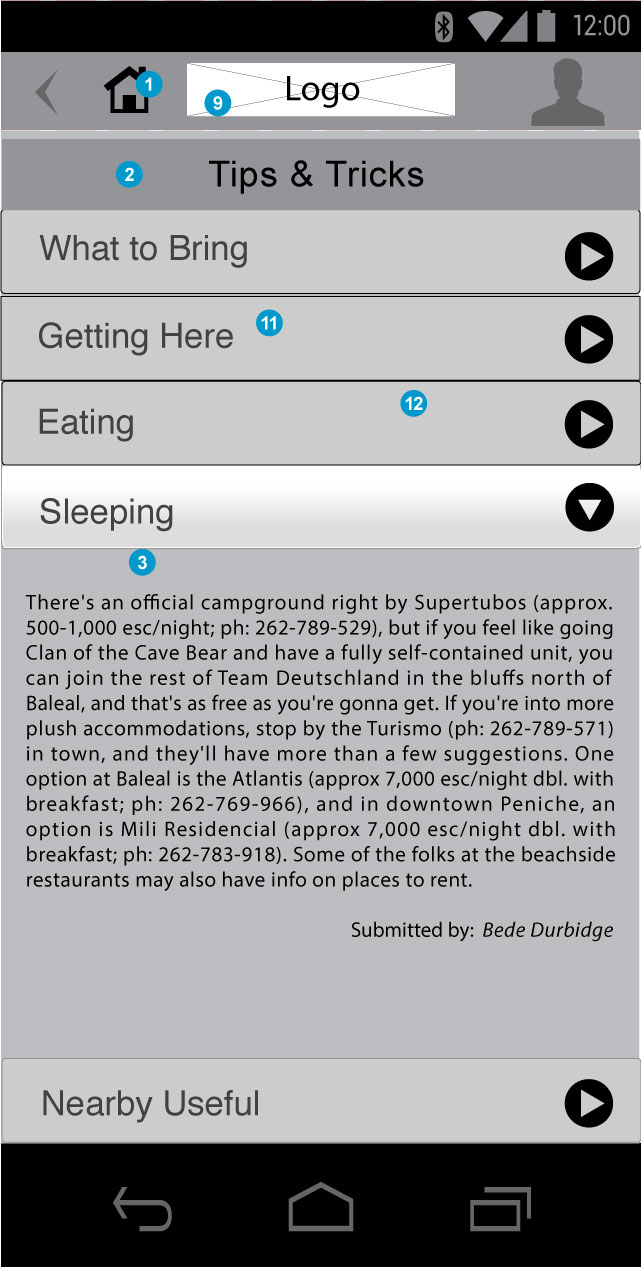 12:00
1
9 Logo
2 Tips & Tricks
What to Bring
Getting Here 11
Eating 12
Sleeping
3
There's an official campground right by Supertubos (approx.
500-1,000 esc/night; ph: 262-789-529), but if you feel like going
Clan of the Cave Bear and have a fully self-contained unit, you
can join the rest of Team Deutschland in the bluffs north of
Baleal, and that's as free as you're gonna get. If you're into more
plush accommodations, stop by the Turismo (ph: 262-789-571)
in town, and they'll have more than a few suggestions. One
option at Baleal is the Atlantis (approx 7,000 esc/night dbl. with
breakfast; ph: 262-769-966), and in downtown Peniche, an
option is Mili Residencial (approx 7,000 esc/night dbl. with
breakfast; ph: 262-783-918). Some of the folks at the beachside
restaurants may also have info on places to rent.
Submitted by: Bede Durbidge
Nearby Useful